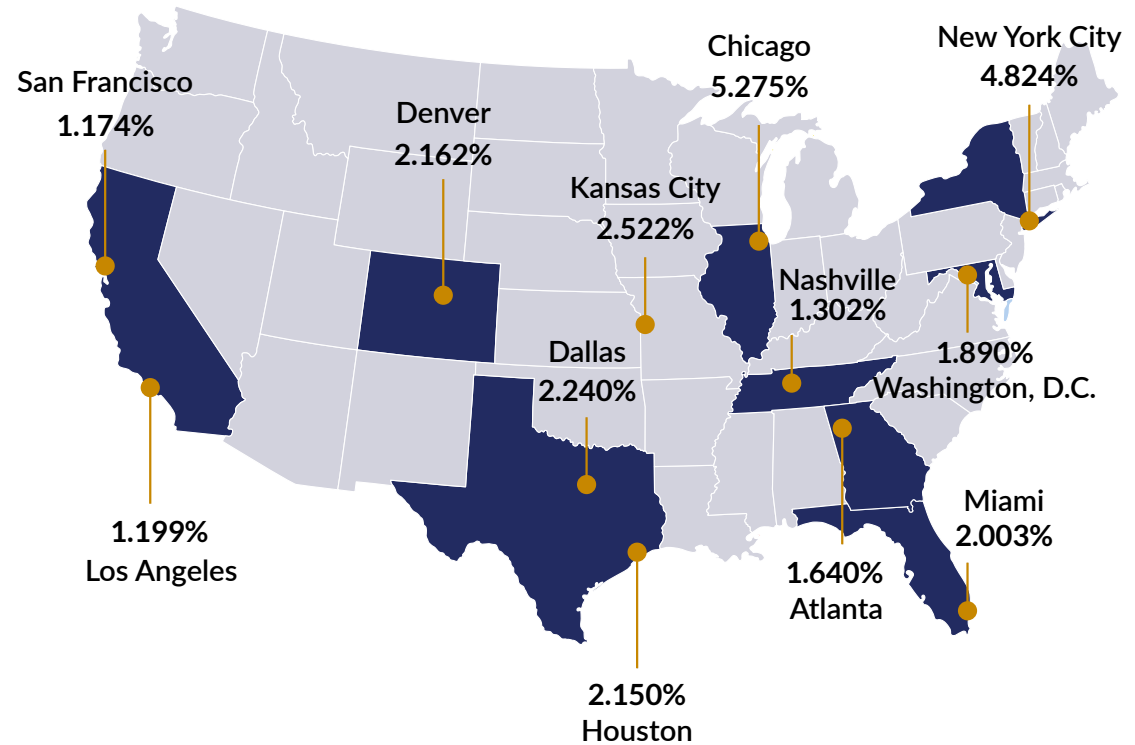 Chicago
5.275%
New York City
4.824%
San Francisco
1.174%
Denver
2.162%
Kansas City
2.522%
Nashville
1.302%
Dallas
2.240%
1.890%
Washington, D.C.
Miami
2.003%
1.199%
Los Angeles
1.640%
Atlanta
2.150%
Houston